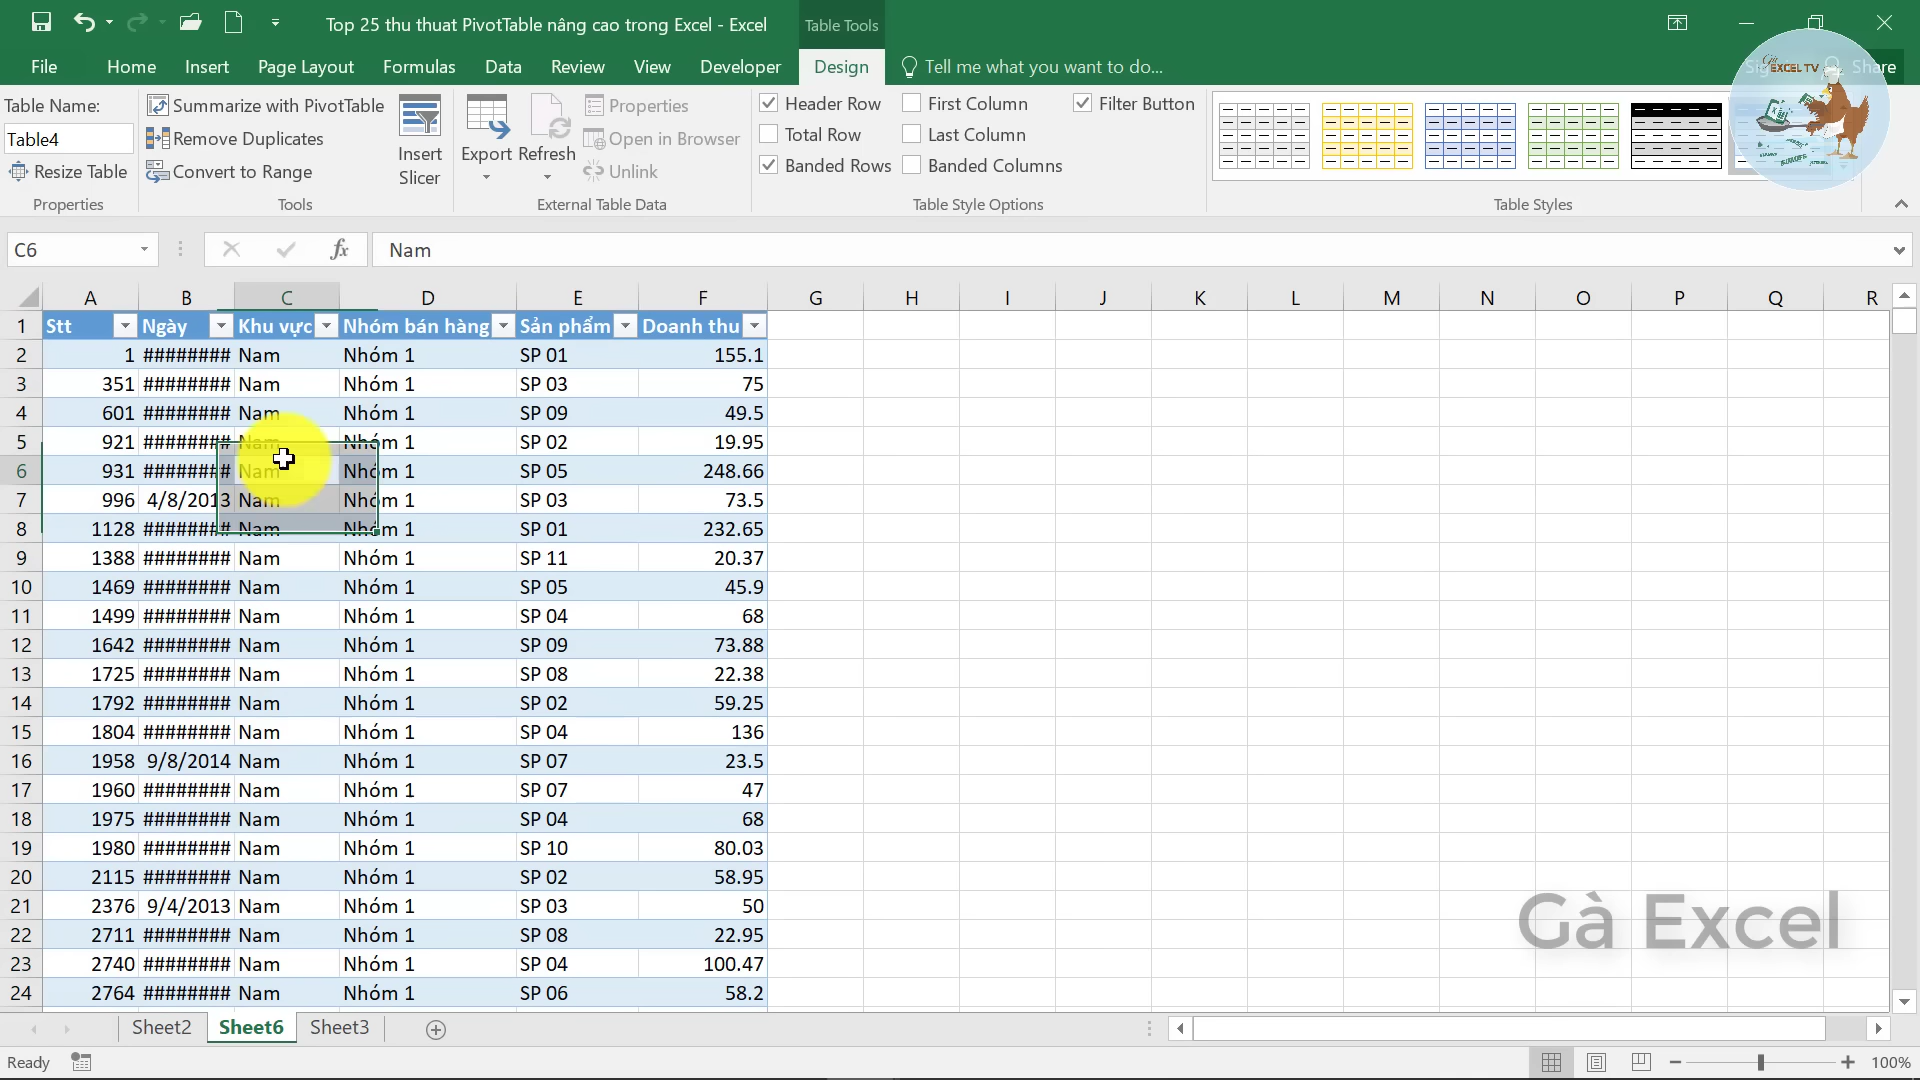 Top 25 thu thuat PivotTable nâng cao trong Excel - Excel
Table Tools
File Home Insert Page Layout Formulas Data Review View Developer Design Tell me what you want to do... Share
EXCEL TV
Table Name:
Table4
Resize Table
Properties
Summarize with PivotTable
Remove Duplicates
Convert to Range
Tools
Insert
Slicer
Export
Refresh
Properties
Open in Browser
Unlink
External Table Data
Header Row
First Column
Filter Button
Total Row
Last Column
Banded Rows
Banded Columns
Table Style Options
Table Styles
C6
fx
Nam
A B C D E F G H I J K L M N O P Q R
1 Stt Ngày Khu vực Nhóm bán hàng Sản phẩm Doanh thu
2 1 ######## Nam Nhóm 1 SP 01 155.1
3 351 ######## Nam Nhóm 1 SP 03 75
4 601 ######## Nam Nhóm 1 SP 09 49.5
5 921 ######## Nam Nhóm 1 SP 02 19.95
6 931 ######## Nam Nhóm 1 SP 05 248.66
7 996 4/8/2013 Nam Nhóm 1 SP 03 73.5
8 1128 ######## Nam Nhóm 1 SP 01 232.65
9 1388 ######## Nam Nhóm 1 SP 11 20.37
10 1469 ######## Nam Nhóm 1 SP 05 45.9
11 1499 ######## Nam Nhóm 1 SP 04 68
12 1642 ######## Nam Nhóm 1 SP 09 73.88
13 1725 ######## Nam Nhóm 1 SP 08 22.38
14 1792 ######## Nam Nhóm 1 SP 02 59.25
15 1804 ######## Nam Nhóm 1 SP 04 136
16 1958 9/8/2014 Nam Nhóm 1 SP 07 23.5
17 1960 ######## Nam Nhóm 1 SP 07 47
18 1975 ######## Nam Nhóm 1 SP 04 68
19 1980 ######## Nam Nhóm 1 SP 10 80.03
20 2115 ######## Nam Nhóm 1 SP 02 58.95
21 2376 9/4/2013 Nam Nhóm 1 SP 03 50
22 2711 ######## Nam Nhóm 1 SP 08 22.95
23 2740 ######## Nam Nhóm 1 SP 04 100.47
24 2764 ######## Nam Nhóm 1 SP 06 58.2
Gà Excel
Sheet2 Sheet6 Sheet3
Ready
100%